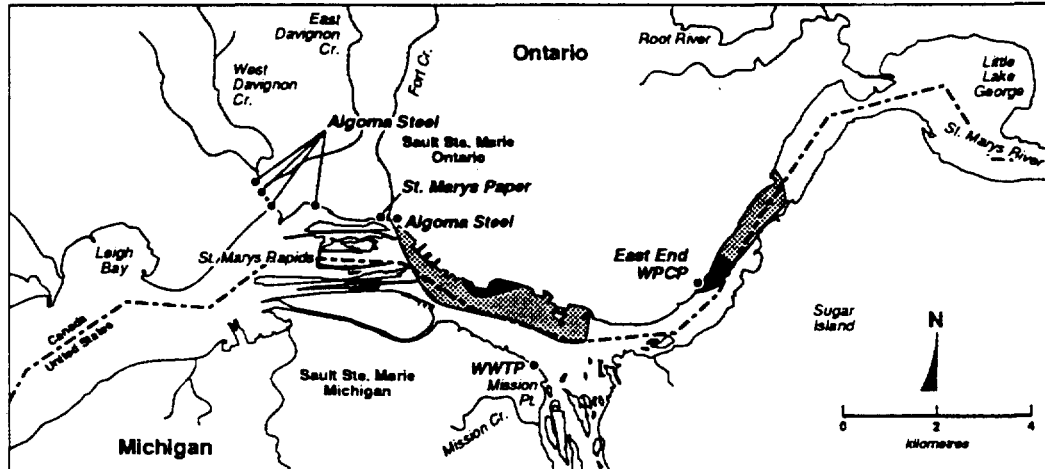 East
Davignon
Cr.
Fort Cr.
Ontario
Root River
Little
Lake
George
West
Davignon
Cr.
Algoma Steel
Sault Ste. Marie
Ontario
St. Marys River
St. Marys Paper
Algoma Steel
Leigh
Bay
St. Marys Rapids
East End
WPCP
Sugar
Island
N
Canada
United States
Sault Ste. Marie
Michigan
WWTP
Mission
Pt.
Mission Cr.
Michigan
0 2 4
kilometres